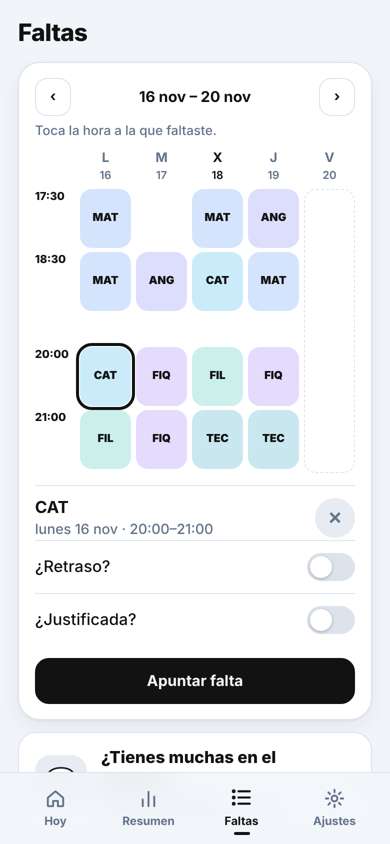 Faltas
‹ 16 nov – 20 nov ›
Toca la hora a la que faltaste.
L M X J V
16 17 18 19 20
17:30
MAT MAT ANG
18:30
MAT ANG CAT MAT
20:00
CAT FIQ FIL FIQ
21:00
FIL FIQ TEC TEC
CAT
lunes 16 nov · 20:00–21:00
¿Retraso?
¿Justificada?
Apuntar falta
¿Tienes muchas en el
Hoy Resumen Faltas Ajustes